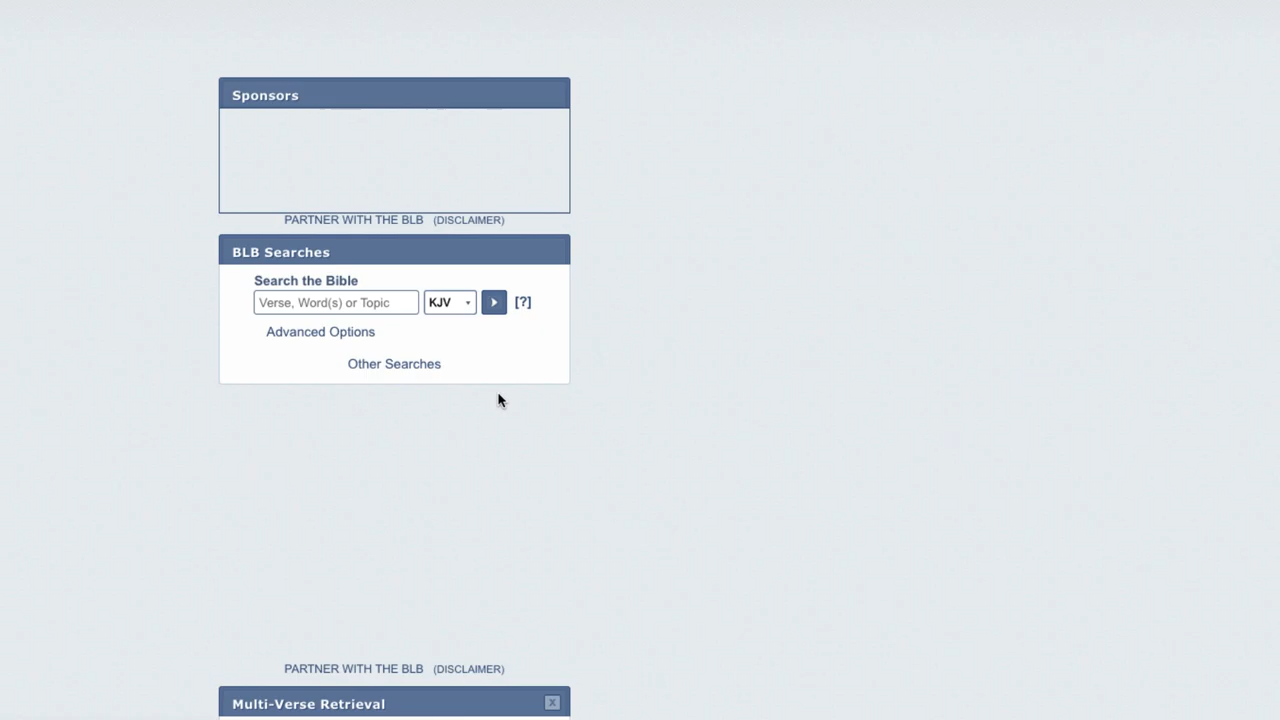 Sponsors
PARTNER WITH THE BLB (DISCLAIMER)
BLB Searches
Search the Bible
Verse, Word(s) or Topic KJV [?]
Advanced Options
Other Searches
PARTNER WITH THE BLB (DISCLAIMER)
Multi-Verse Retrieval x